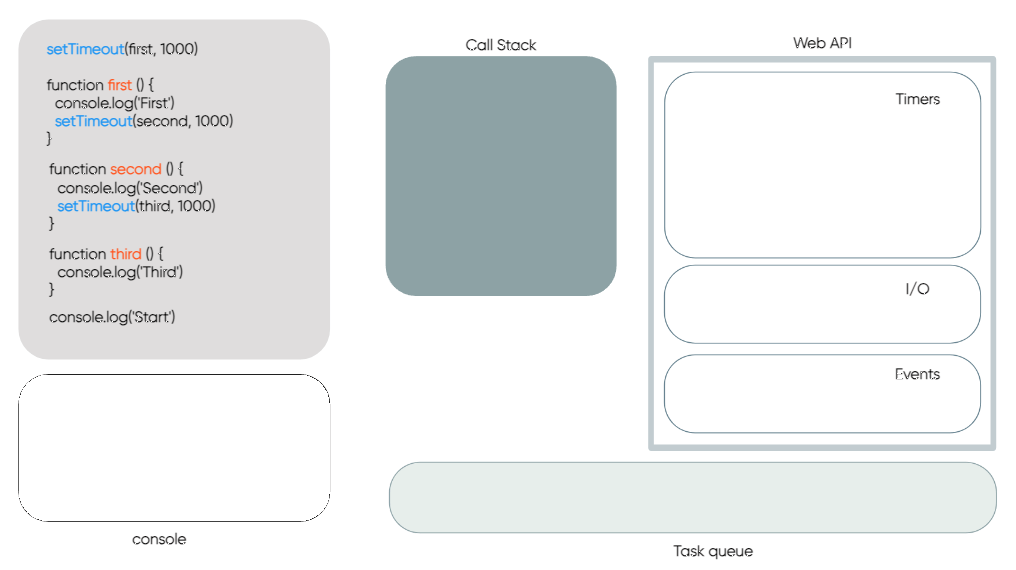 setTimeout(first, 1000)
function first () {
console.log('First')
setTimeout(second, 1000)
}
function second () {
console.log('Second')
setTimeout(third, 1000)
}
function third () {
console.log('Third')
}
console.log('Start')
console
Call Stack
Web API
Timers
I/O
Events
Task queue